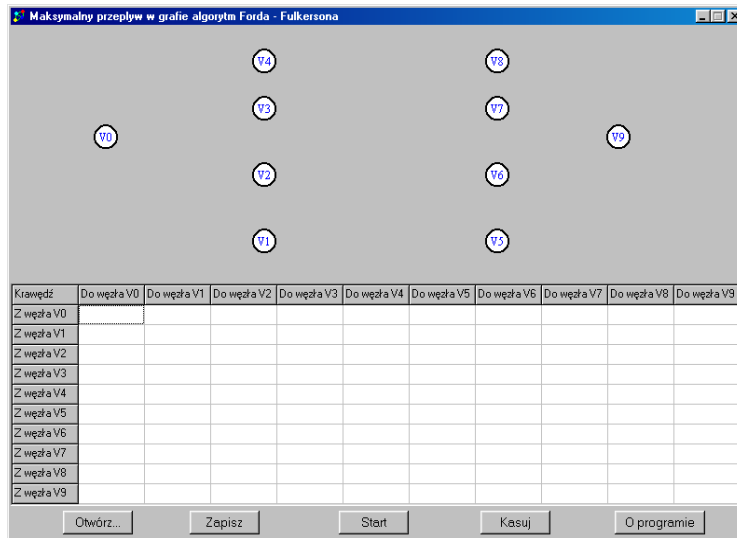 Maksymalny przepływ w grafie algorytm Forda - Fulkersona
V4 V8
V3 V7
V0 V9
V2 V6
V1 V5
Krawędź Do węzła V0 Do węzła V1 Do węzła V2 Do węzła V3 Do węzła V4 Do węzła V5 Do węzła V6 Do węzła V7 Do węzła V8 Do węzła V9
Z węzła V0
Z węzła V1
Z węzła V2
Z węzła V3
Z węzła V4
Z węzła V5
Z węzła V6
Z węzła V7
Z węzła V8
Z węzła V9
Otwórz... Zapisz Start Kasuj O programie